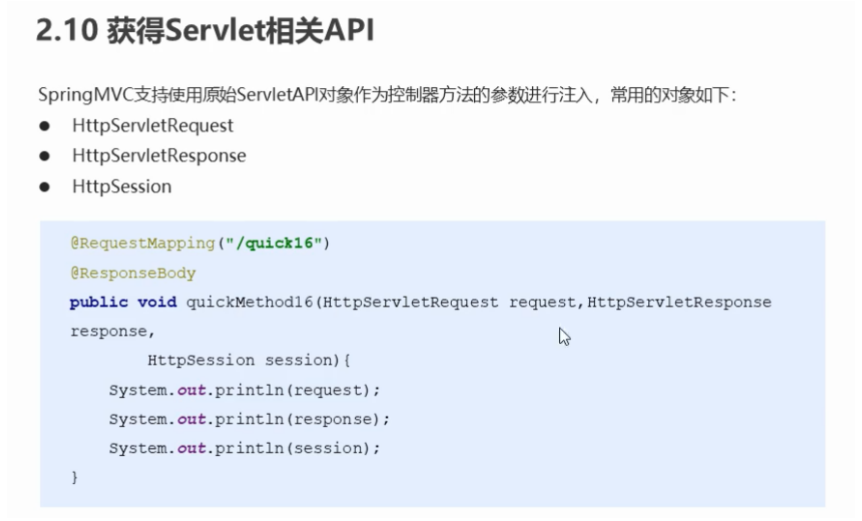 2.10 获得Servlet相关API
SpringMVC支持使用原始ServletAPI对象作为控制器方法的参数进行注入，常用的对象如下：
● HttpServletRequest
● HttpServletResponse
● HttpSession
@RequestMapping("/quick16")
@ResponseBody
public void quickMethod16(HttpServletRequest request,HttpServletResponse
response,
HttpSession session){
System.out.println(request);
System.out.println(response);
System.out.println(session);
}